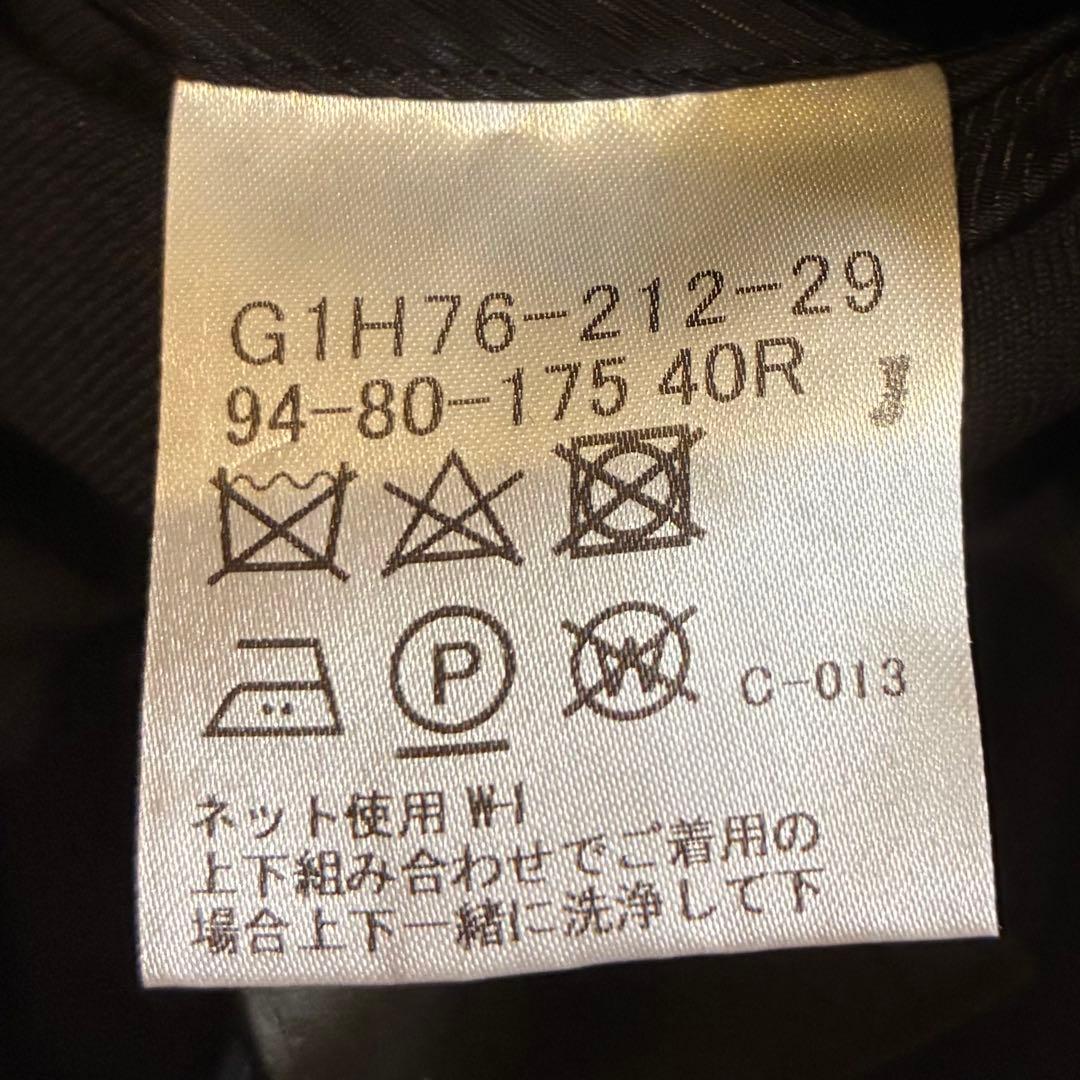 G1H76-212-29
94-80-175 40R
P
W
C-013
ネット使用 W-1
上下組み合わせでご着用の
場合上下一緒に洗浄して下